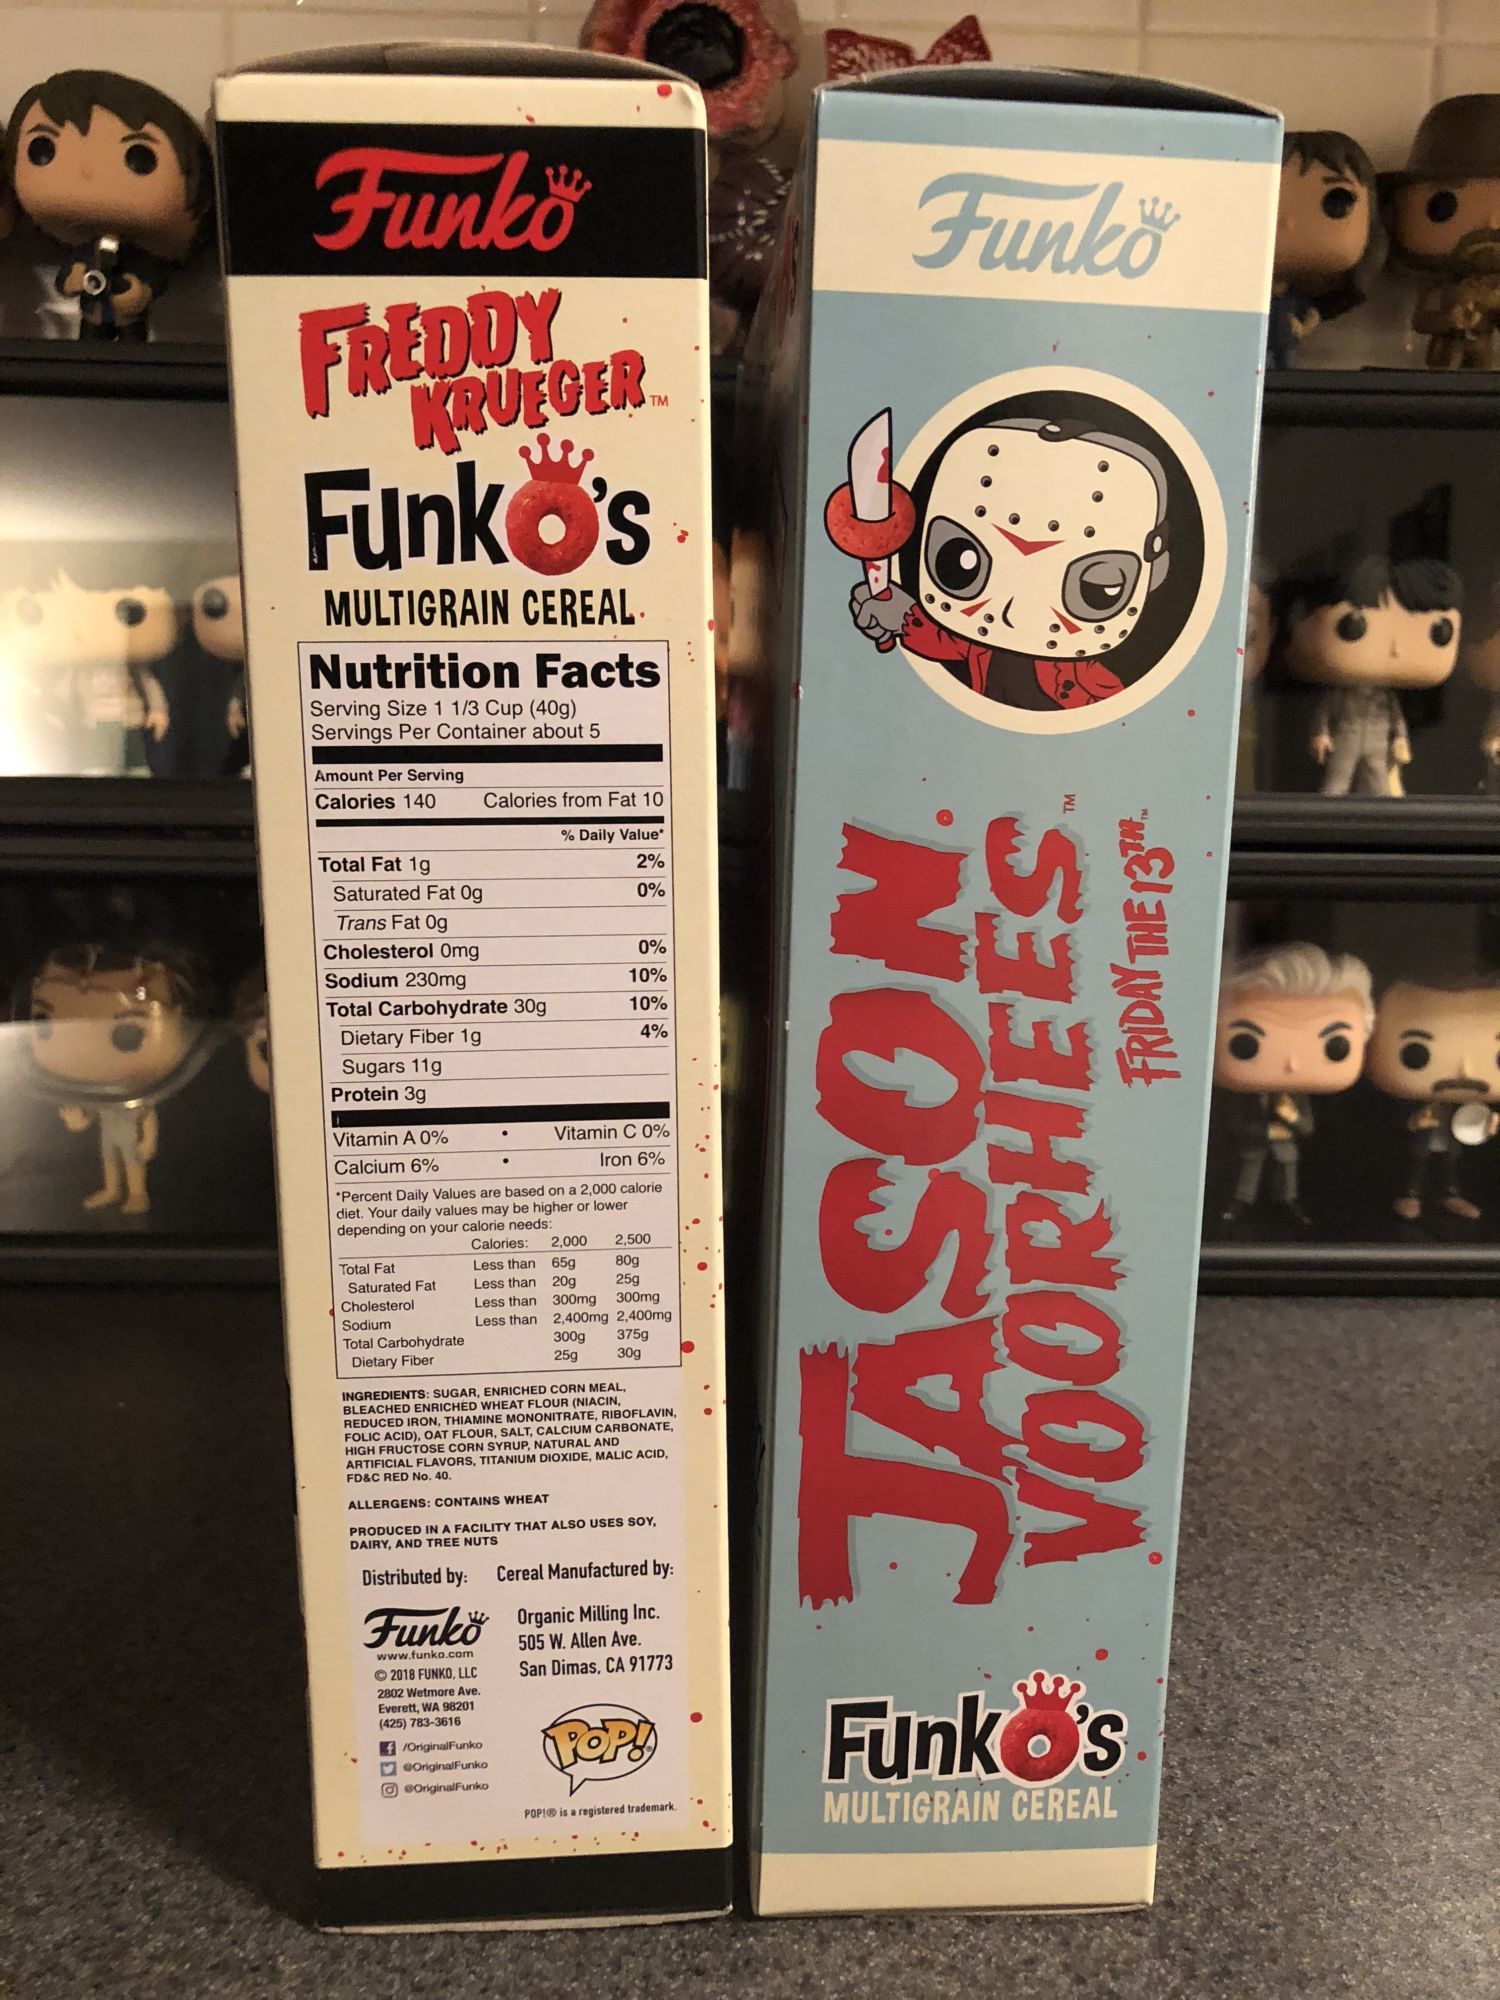 Funko
FREDDY
KRUEGER™
Funko's
MULTIGRAIN CEREAL
Nutrition Facts
Serving Size 1 1/3 Cup (40g)
Servings Per Container about 5
Amount Per Serving
Calories 140 Calories from Fat 10
% Daily Value*
Total Fat 1g 2%
Saturated Fat 0g 0%
Trans Fat 0g
Cholesterol 0mg 0%
Sodium 230mg 10%
Total Carbohydrate 30g 10%
Dietary Fiber 1g 4%
Sugars 11g
Protein 3g
Vitamin A 0% • Vitamin C 0%
Calcium 6% • Iron 6%
*Percent Daily Values are based on a 2,000 calorie
diet. Your daily values may be higher or lower
depending on your calorie needs:
Calories: 2,000 2,500
Total Fat Less than 65g 80g
Saturated Fat Less than 20g 25g
Cholesterol Less than 300mg 300mg
Sodium Less than 2,400mg 2,400mg
Total Carbohydrate 300g 375g
Dietary Fiber 25g 30g
INGREDIENTS: SUGAR, ENRICHED CORN MEAL,
BLEACHED ENRICHED WHEAT FLOUR (NIACIN,
REDUCED IRON, THIAMINE MONONITRATE, RIBOFLAVIN,
FOLIC ACID), OAT FLOUR, SALT, CALCIUM CARBONATE,
HIGH FRUCTOSE CORN SYRUP, NATURAL AND
ARTIFICIAL FLAVORS, TITANIUM DIOXIDE, MALIC ACID,
FD&C RED No. 40.
ALLERGENS: CONTAINS WHEAT
PRODUCED IN A FACILITY THAT ALSO USES SOY,
DAIRY, AND TREE NUTS
Distributed by:
Funko
www.funko.com
© 2018 FUNKO, LLC
2802 Wetmore Ave.
Everett, WA 98201
(425) 783-3616
/OriginalFunko
@OriginalFunko
@OriginalFunko
Cereal Manufactured by:
Organic Milling Inc.
505 W. Allen Ave.
San Dimas, CA 91773
POP!®
POP!® is a registered trademark.
Funko
JASON
VOORHEES™
FRIDAY THE 13TH™
Funko's
MULTIGRAIN CEREAL